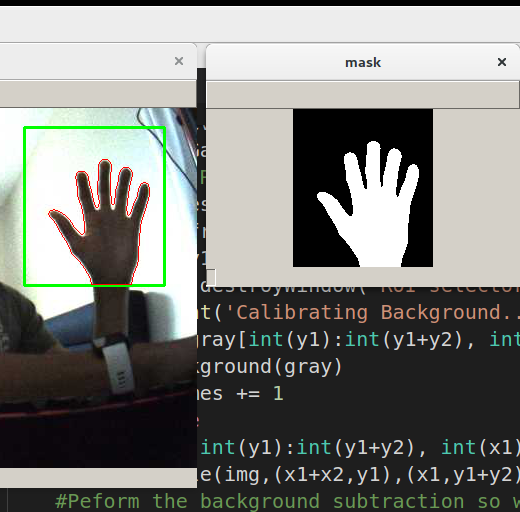 mask
destroyWindow("ROI Selector
t('Calibrating Background..
gray[int(y1):int(y1+y2), int
kground(gray)
nes += 1
int(y1):int(y1+y2), int(x1)
e(img,(x1+x2,y1),(x1,y1+y2)
#Peform the background subtraction so w